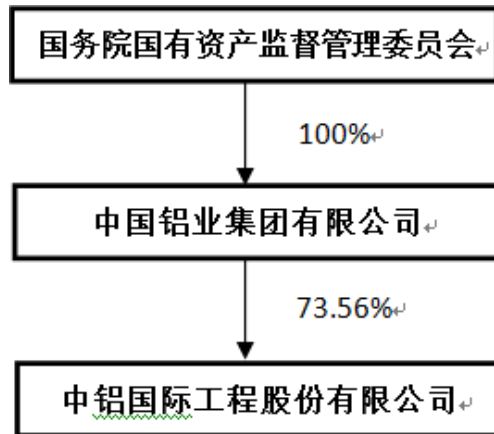 国务院国有资产监督管理委员会
100%
中国铝业集团有限公司
73.56%
中铝国际工程股份有限公司